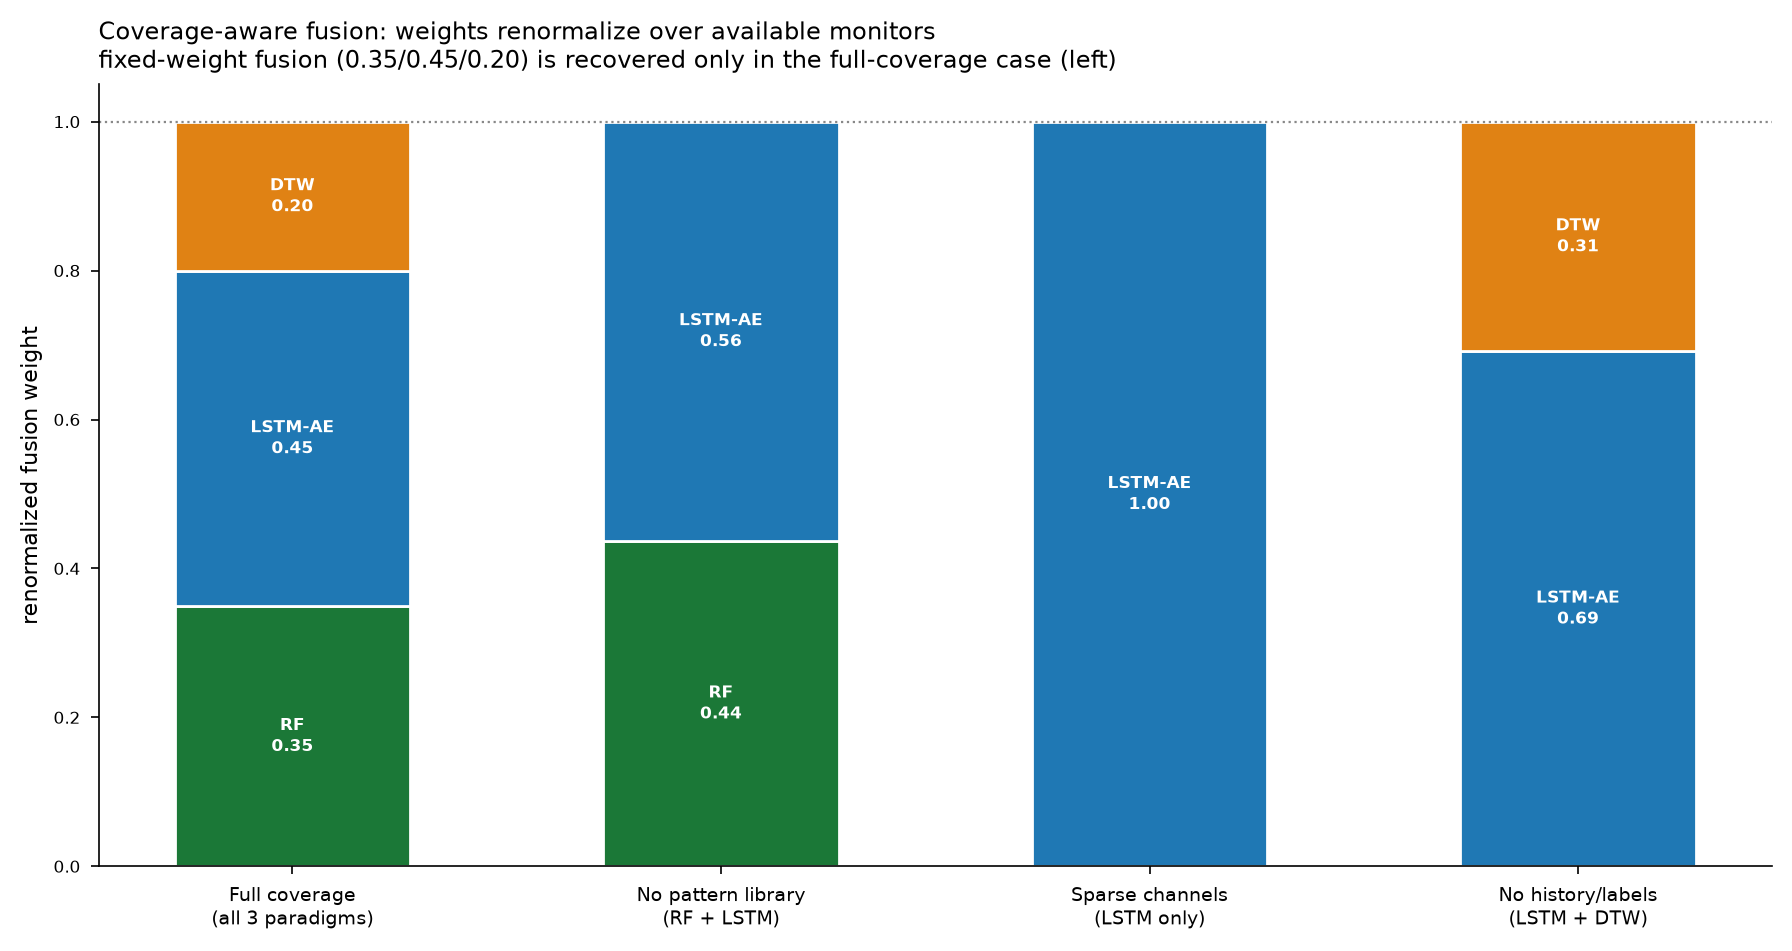 Coverage-aware fusion: weights renormalize over available monitors
fixed-weight fusion (0.35/0.45/0.20) is recovered only in the full-coverage case (left)
renormalized fusion weight
1.0
0.8
0.6
0.4
0.2
0.0
DTW
0.20
LSTM-AE
0.45
RF
0.35
LSTM-AE
0.56
RF
0.44
LSTM-AE
1.00
DTW
0.31
LSTM-AE
0.69
Full coverage
(all 3 paradigms)
No pattern library
(RF + LSTM)
Sparse channels
(LSTM only)
No history/labels
(LSTM + DTW)